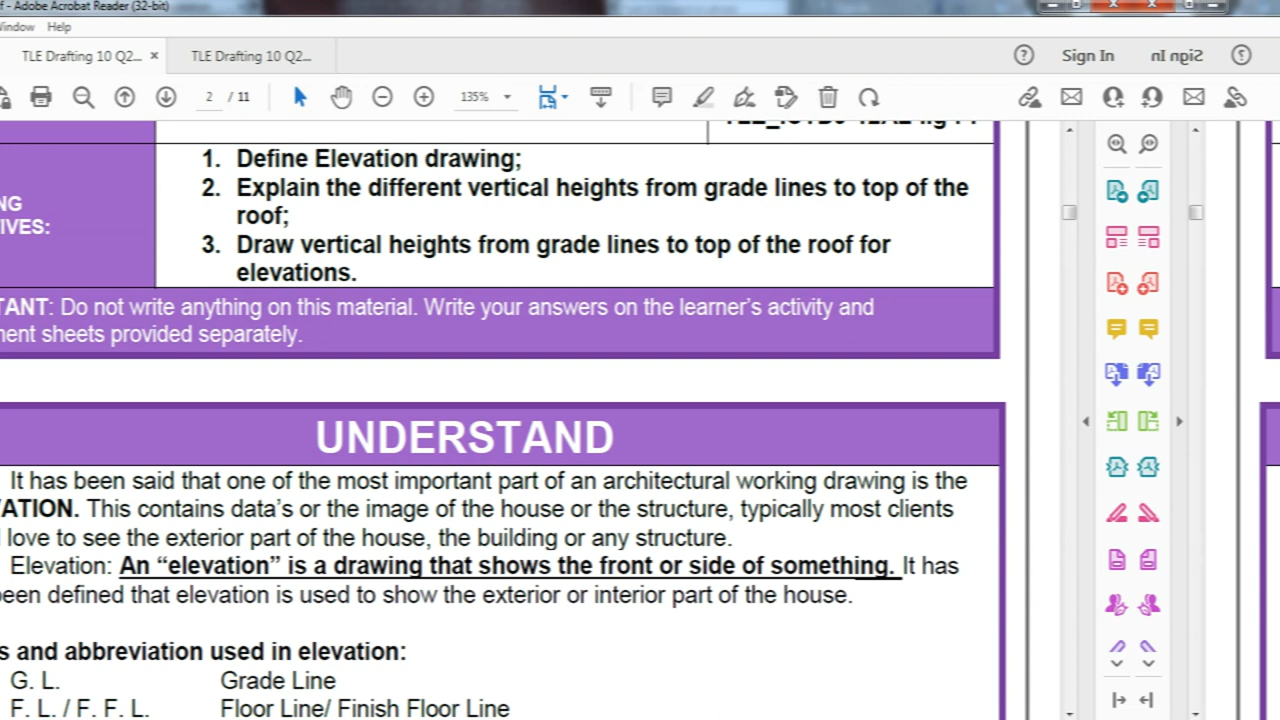 f - Adobe Acrobat Reader (32-bit)
Window Help
TLE Drafting 10 Q2... × TLE Drafting 10 Q2...
Sign In Sign In
2 / 11 135%
1. Define Elevation drawing;
2. Explain the different vertical heights from grade lines to top of the
roof;
3. Draw vertical heights from grade lines to top of the roof for
elevations.
NG
IVES:
TANT: Do not write anything on this material. Write your answers on the learner's activity and
nent sheets provided separately.
UNDERSTAND
It has been said that one of the most important part of an architectural working drawing is the
VATION. This contains data's or the image of the house or the structure, typically most clients
love to see the exterior part of the house, the building or any structure.
Elevation: An “elevation” is a drawing that shows the front or side of something. It has
een defined that elevation is used to show the exterior or interior part of the house.
s and abbreviation used in elevation:
G. L. Grade Line
F. L. / F. F. L. Floor Line/ Finish Floor Line